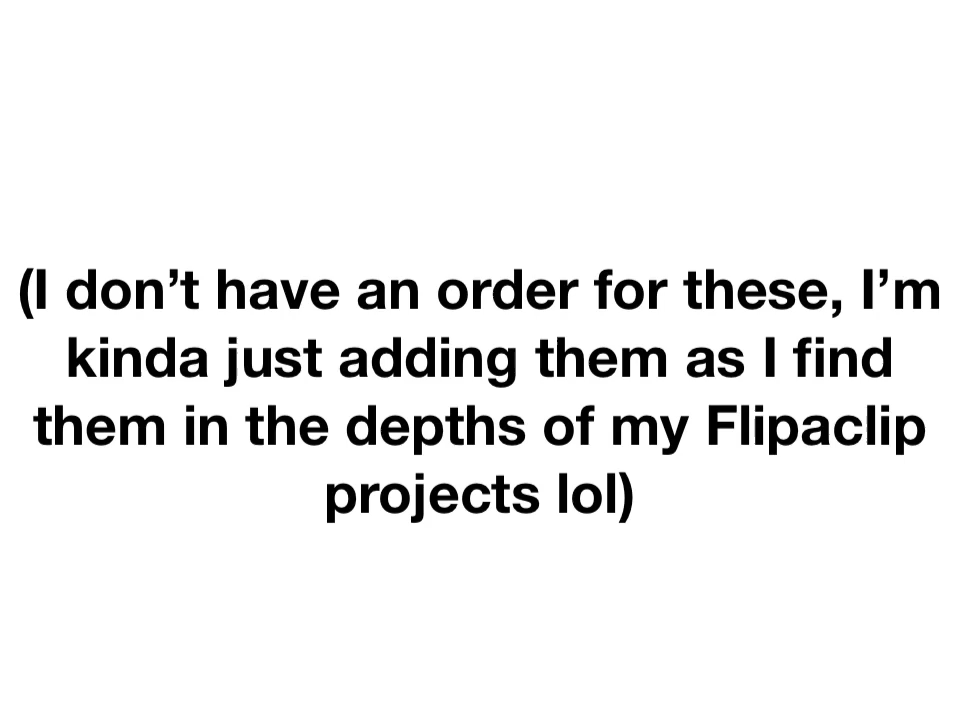 (I don’t have an order for these, I’m
kinda just adding them as I find
them in the depths of my Flipaclip
projects lol)